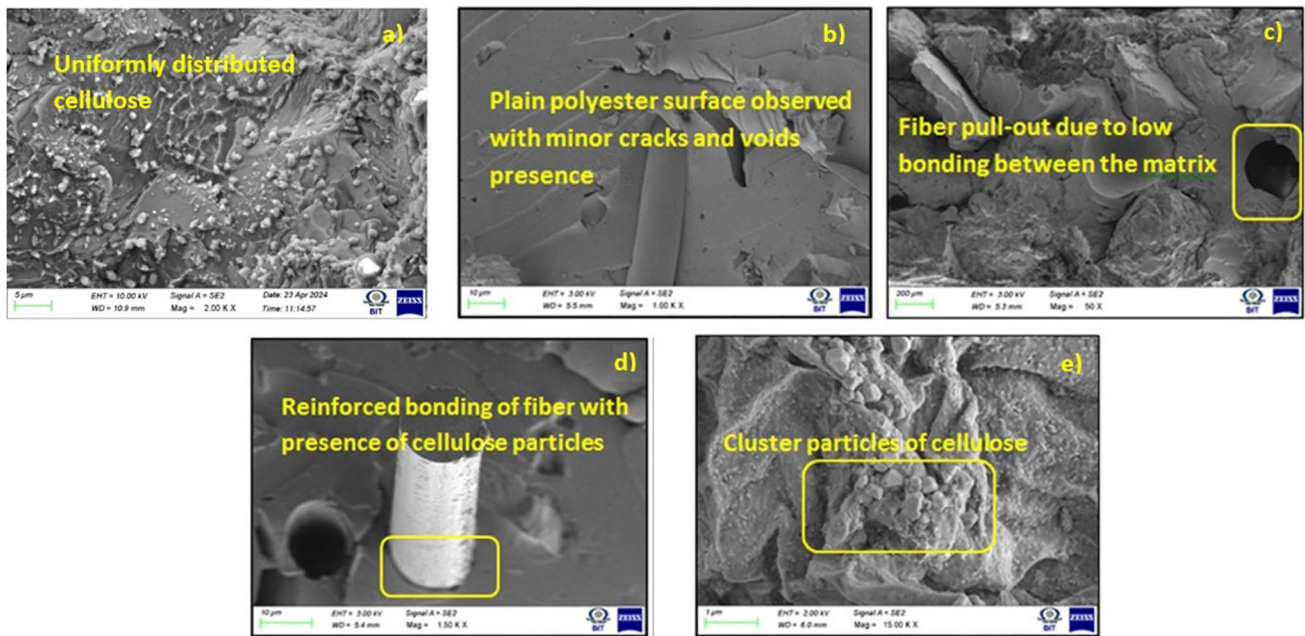 a)
Uniformly distributed
cellulose
5 µm
EHT = 10.00 kV
Signal A = SE2
Date: 23 Apr 2024
WD = 10.9 mm
Mag = 2.00 K X
Time: 11:14:57
BIT
ZEISS
b)
Plain polyester surface observed
with minor cracks and voids
presence
10 µm
EHT = 3.00 kV
Signal A = SE2
WD = 5.5 mm
Mag = 1.00 K X
BIT
ZEISS
c)
Fiber pull-out due to low
bonding between the matrix
200 µm
EHT = 3.00 kV
Signal A = SE2
WD = 5.3 mm
Mag = 50 X
BIT
ZEISS
d)
Reinforced bonding of fiber with
presence of cellulose particles
10 µm
EHT = 3.00 kV
Signal A = SE2
WD = 5.4 mm
Mag = 1.50 K X
BIT
ZEISS
e)
Cluster particles of cellulose
1 µm
EHT = 2.00 kV
Signal A = SE2
WD = 6.0 mm
Mag = 15.00 K X
BIT
ZEISS